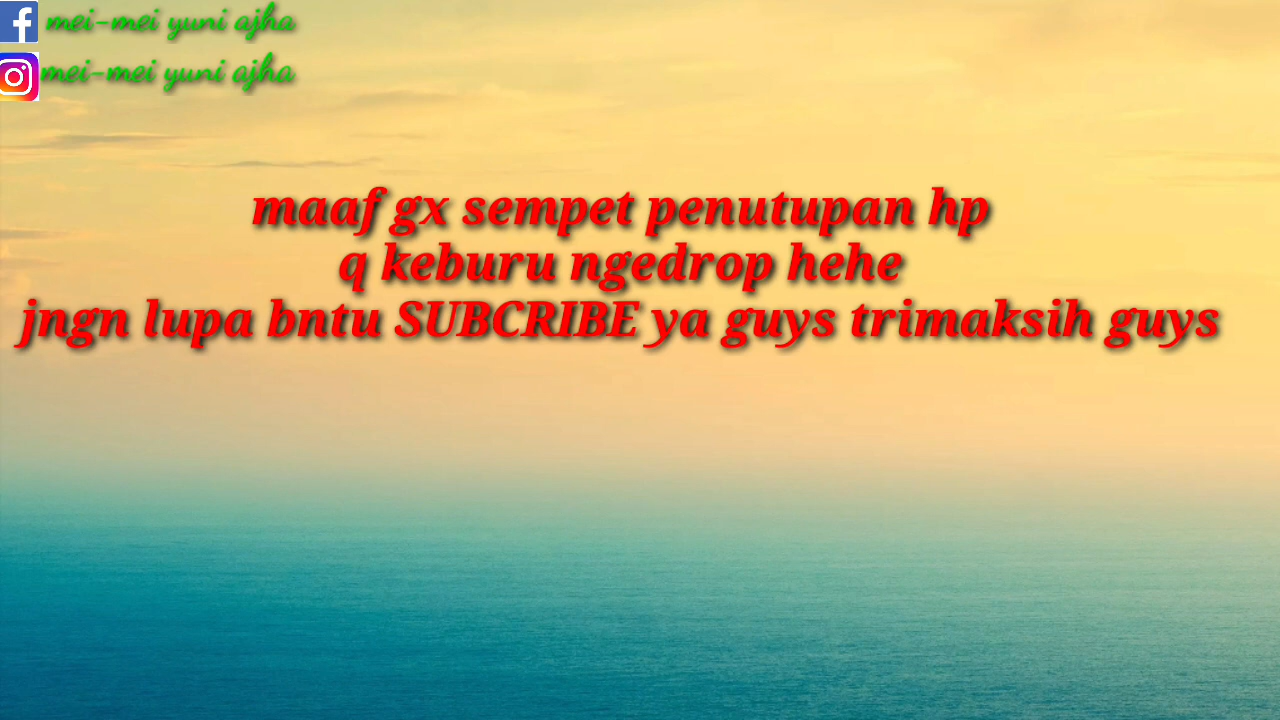 mei-mei yuni ajha
mei-mei yuni ajha
maaf gx sempet penutupan hp
q keburu ngedrop hehe
jngn lupa bntu SUBCRIBE ya guys trimaksih guys